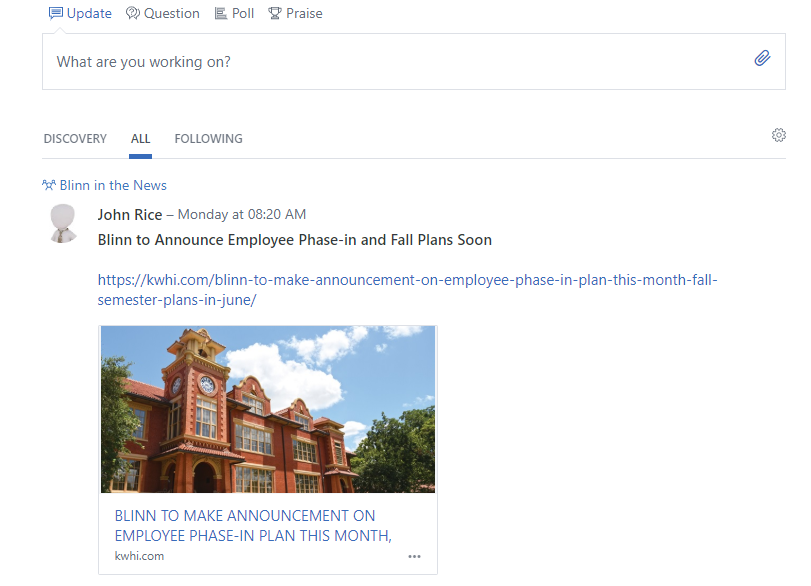 Update Question Poll Praise
What are you working on?
DISCOVERY ALL FOLLOWING
Blinn in the News
John Rice – Monday at 08:20 AM
Blinn to Announce Employee Phase-in and Fall Plans Soon
https://kwhi.com/blinn-to-make-announcement-on-employee-phase-in-plan-this-month-fall-
semester-plans-in-june/
BLINN TO MAKE ANNOUNCEMENT ON
EMPLOYEE PHASE-IN PLAN THIS MONTH,
kwhi.com